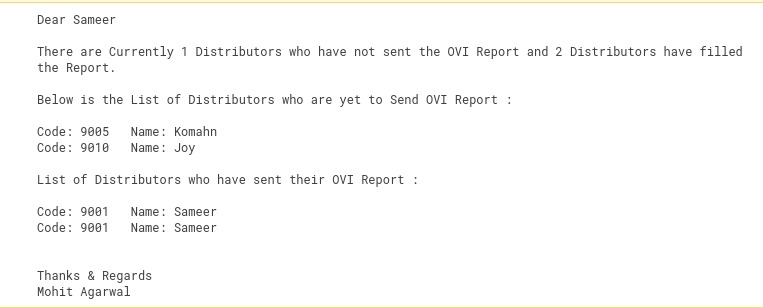 Dear Sameer
There are Currently 1 Distributors who have not sent the OVI Report and 2 Distributors have filled
the Report.
Below is the List of Distributors who are yet to Send OVI Report :
Code: 9005   Name: Komahn
Code: 9010   Name: Joy
List of Distributors who have sent their OVI Report :
Code: 9001   Name: Sameer
Code: 9001   Name: Sameer
Thanks & Regards
Mohit Agarwal